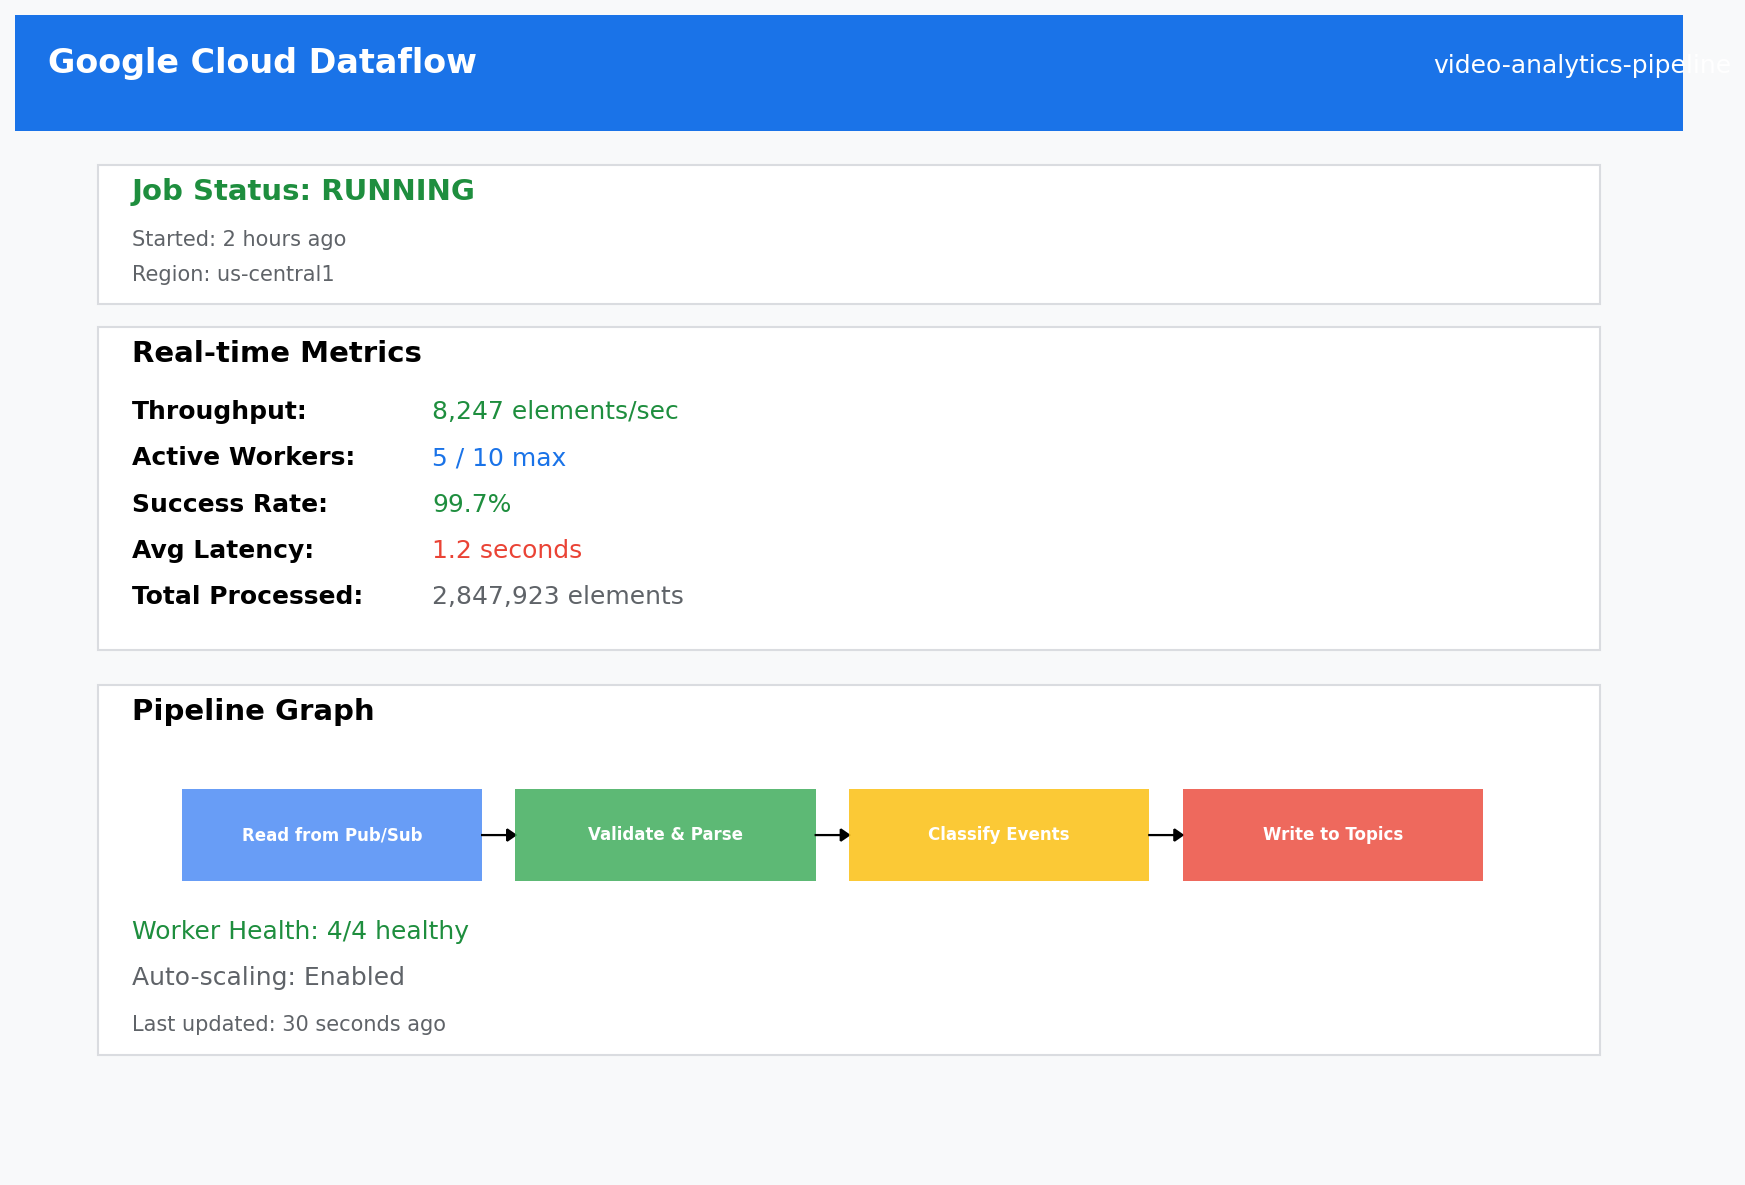 Google Cloud Dataflow
video-analytics-pipeline
Job Status: RUNNING
Started: 2 hours ago
Region: us-central1
Real-time Metrics
Throughput: 8,247 elements/sec
Active Workers: 5 / 10 max
Success Rate: 99.7%
Avg Latency: 1.2 seconds
Total Processed: 2,847,923 elements
Pipeline Graph
Read from Pub/Sub
Validate & Parse
Classify Events
Write to Topics
Worker Health: 4/4 healthy
Auto-scaling: Enabled
Last updated: 30 seconds ago